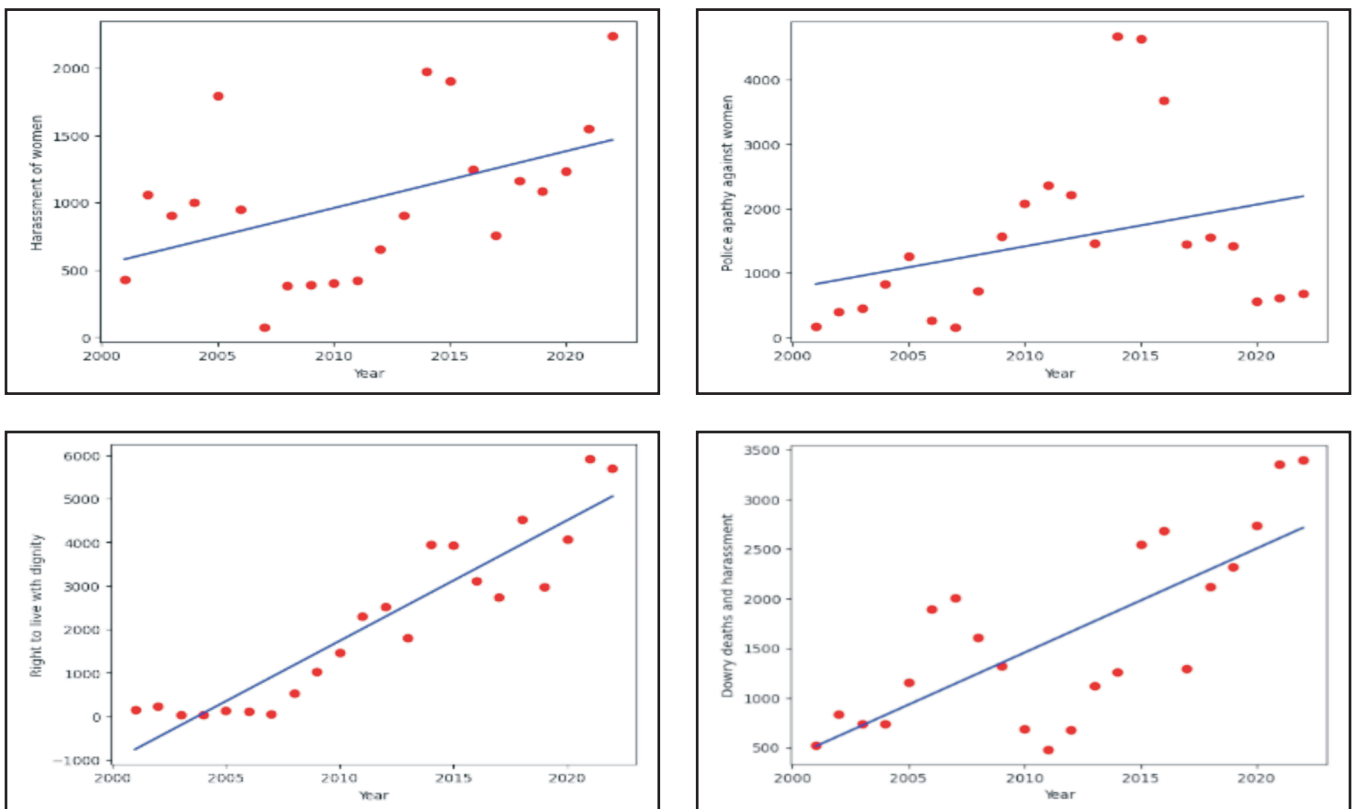 Harassment of women
2000
1500
1000
500
0
2000 2005 2010 2015 2020
Year
Police apathy against women
4000
3000
2000
1000
0
2000 2005 2010 2015 2020
Year
Right to live wth dignity
6000
5000
4000
3000
2000
1000
0
−1000
2000 2005 2010 2015 2020
Year
Dowry deaths and harassment
3500
3000
2500
2000
1500
1000
500
2000 2005 2010 2015 2020
Year